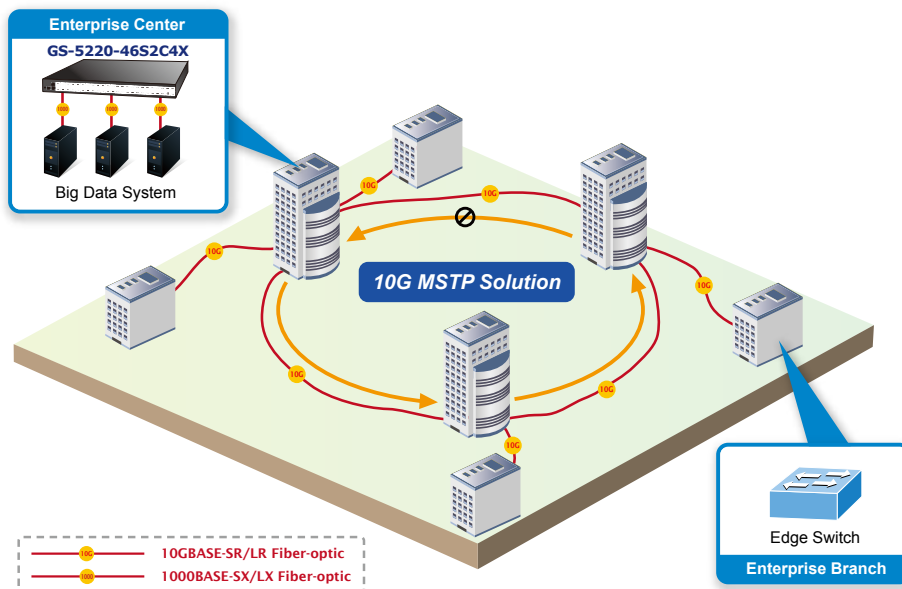 Enterprise Center
GS-5220-46S2C4X
1000
1000
1000
Big Data System
10G
10G
10G
10G
10G MSTP Solution
10G
10G
10G
Edge Switch
Enterprise Branch
10G 10GBASE-SR/LR Fiber-optic
1000 1000BASE-SX/LX Fiber-optic